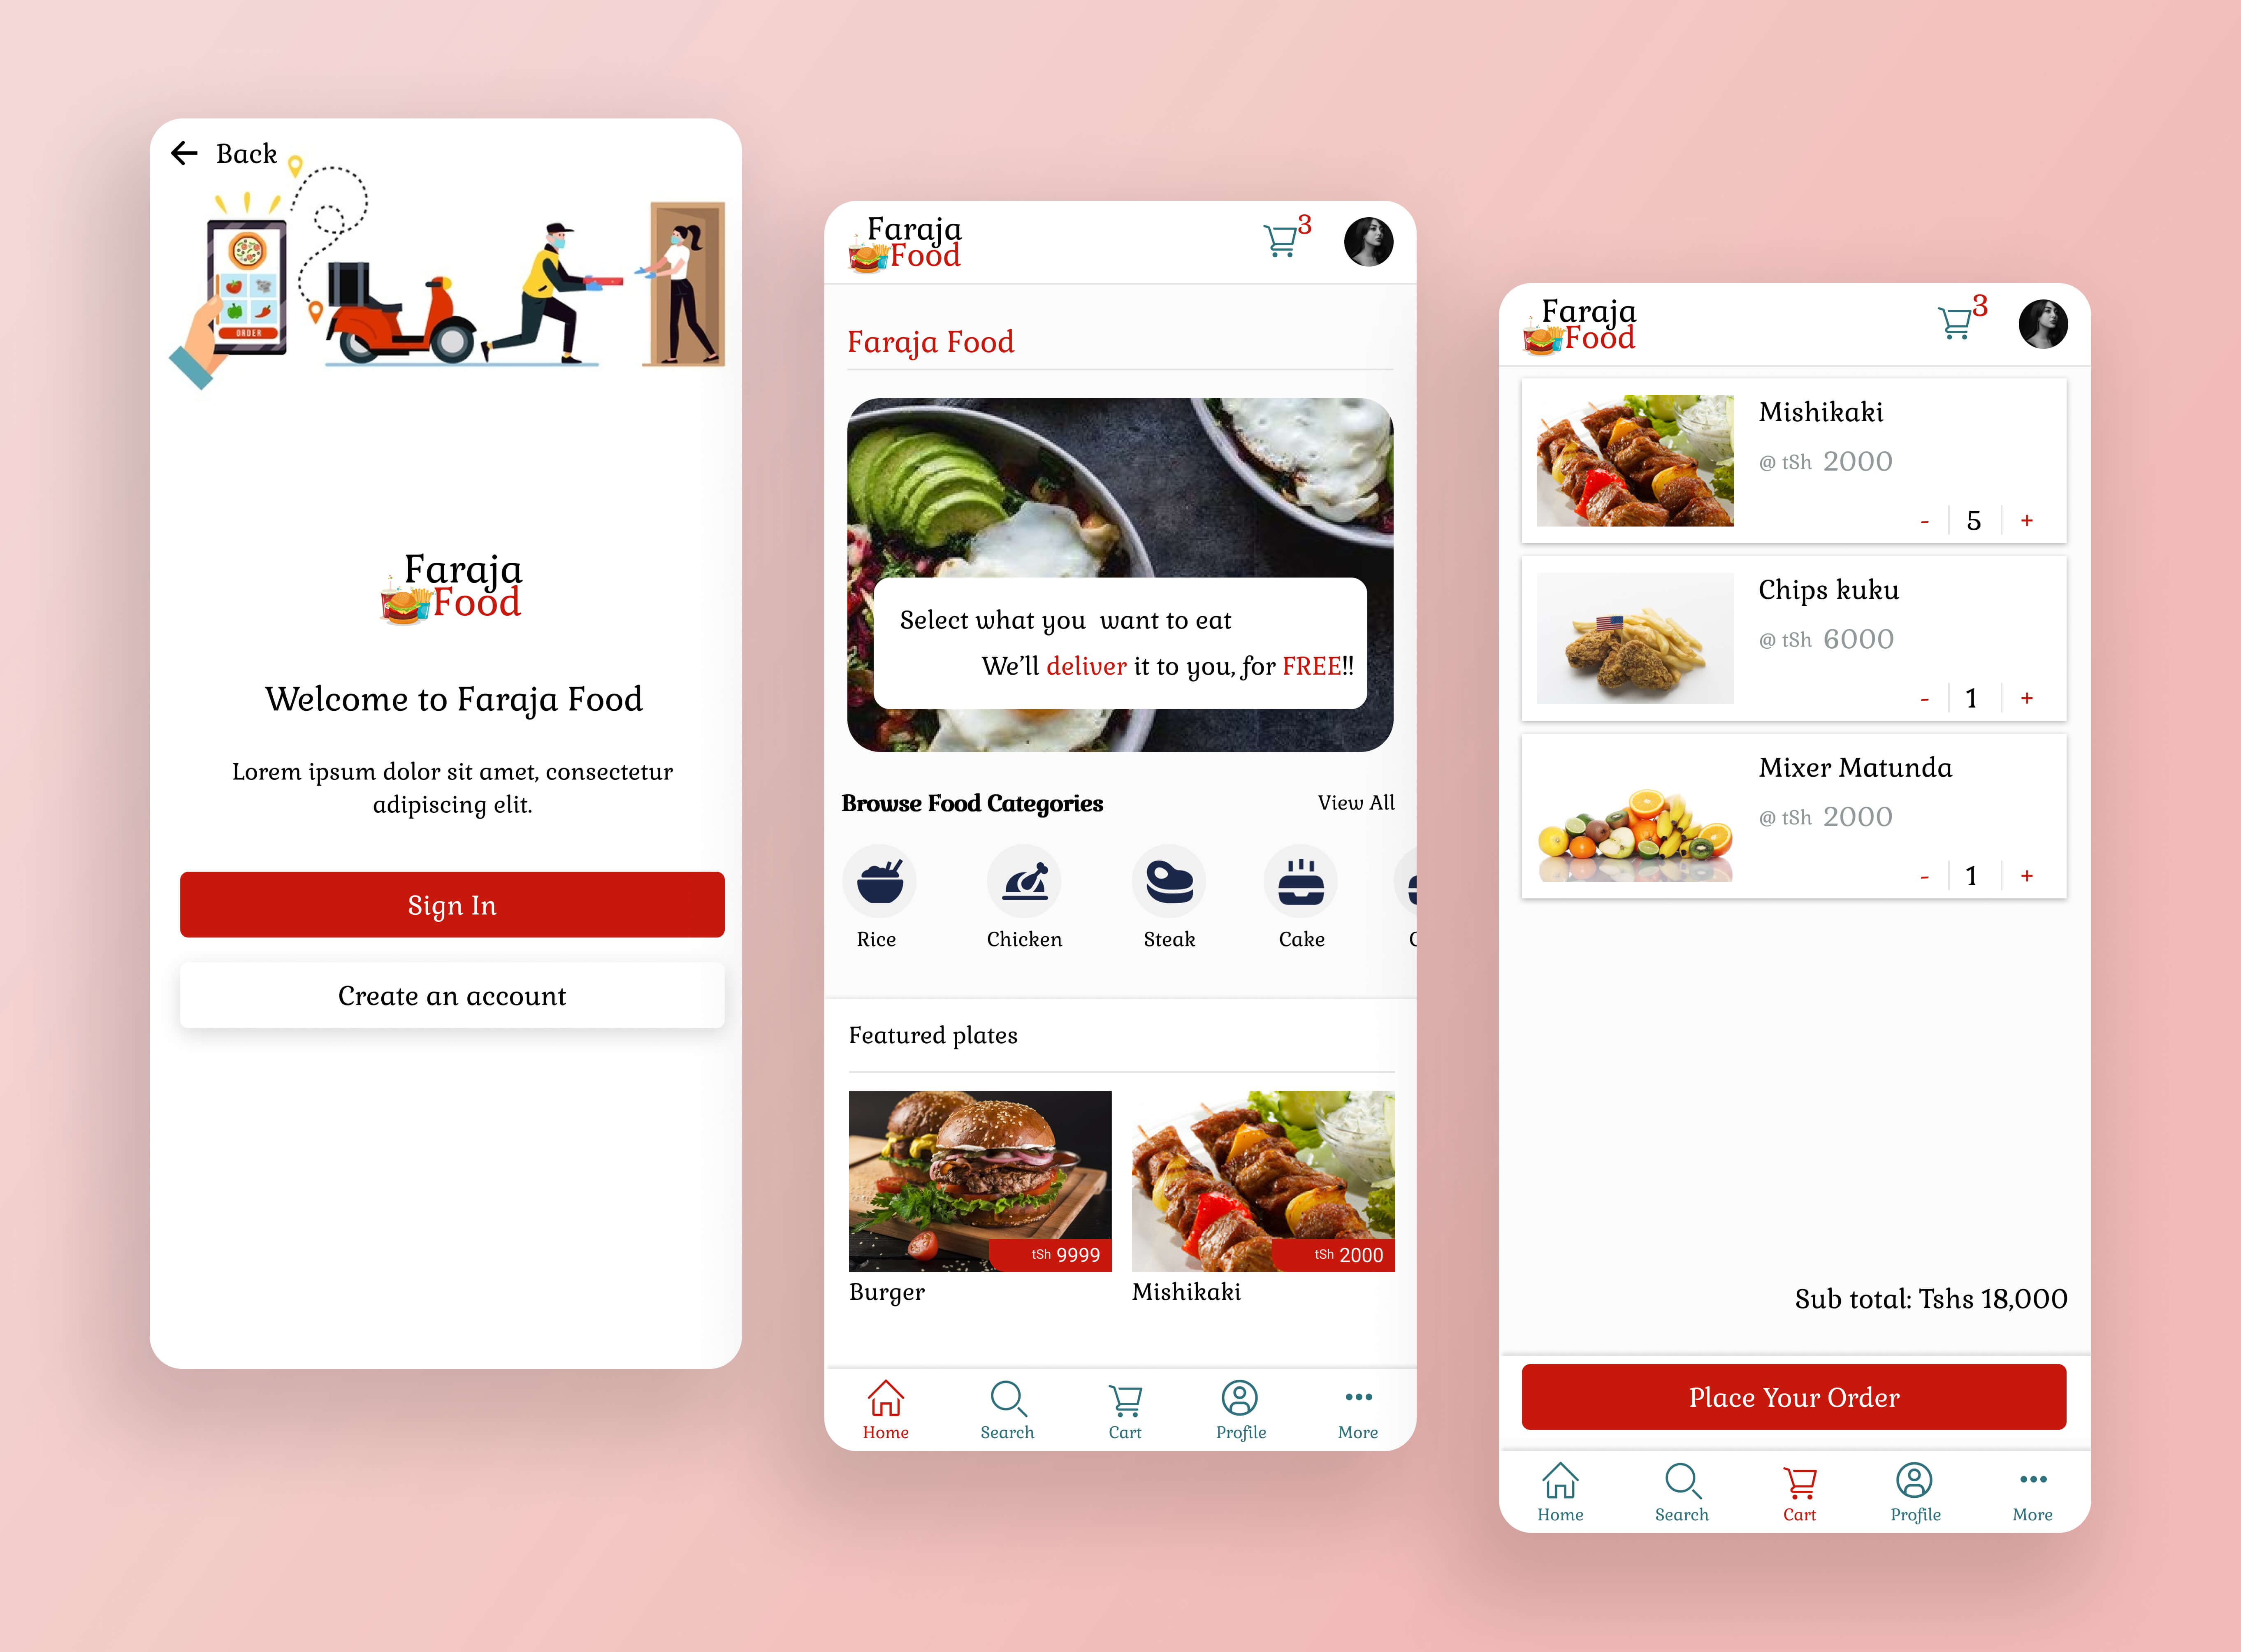 Back
ORDER
Faraja
Food
Welcome to Faraja Food
Lorem ipsum dolor sit amet, consectetur
adipiscing elit.
Sign In
Create an account
Faraja
Food
3
Faraja Food
Select what you want to eat
We'll deliver it to you, for FREE!!
Browse Food Categories View All
Rice Chicken Steak Cake
Featured plates
tSh 9999 tSh 2000
Burger Mishikaki
Home Search Cart Profile More
Faraja
Food
3
Mishikaki
@ tSh 2000
- 5 +
Chips kuku
@ tSh 6000
- 1 +
Mixer Matunda
@ tSh 2000
- 1 +
Sub total: Tshs 18,000
Place Your Order
Home Search Cart Profile More